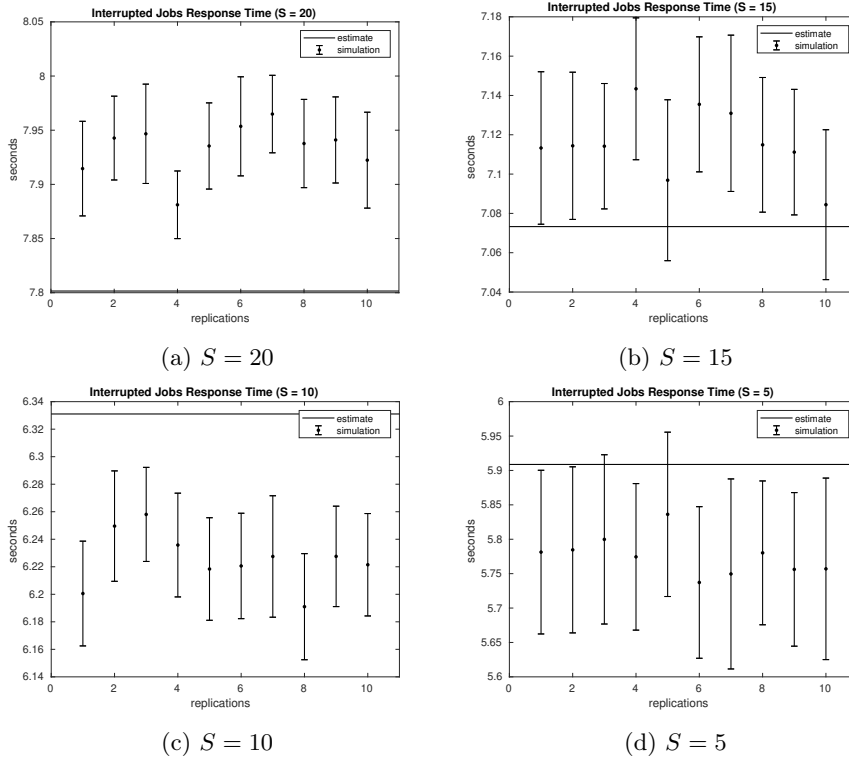 Interrupted Jobs Response Time (S = 20)
8.05
8
7.95
7.9
7.85
7.8
seconds
estimate
simulation
0 2 4 6 8 10
replications
(a) S = 20
Interrupted Jobs Response Time (S = 15)
7.18
7.16
7.14
7.12
7.1
7.08
7.06
7.04
seconds
estimate
simulation
0 2 4 6 8 10
replications
(b) S = 15
Interrupted Jobs Response Time (S = 10)
6.34
6.32
6.3
6.28
6.26
6.24
6.22
6.2
6.18
6.16
6.14
seconds
estimate
simulation
0 2 4 6 8 10
replications
(c) S = 10
Interrupted Jobs Response Time (S = 5)
6
5.95
5.9
5.85
5.8
5.75
5.7
5.65
5.6
seconds
estimate
simulation
0 2 4 6 8 10
replications
(d) S = 5